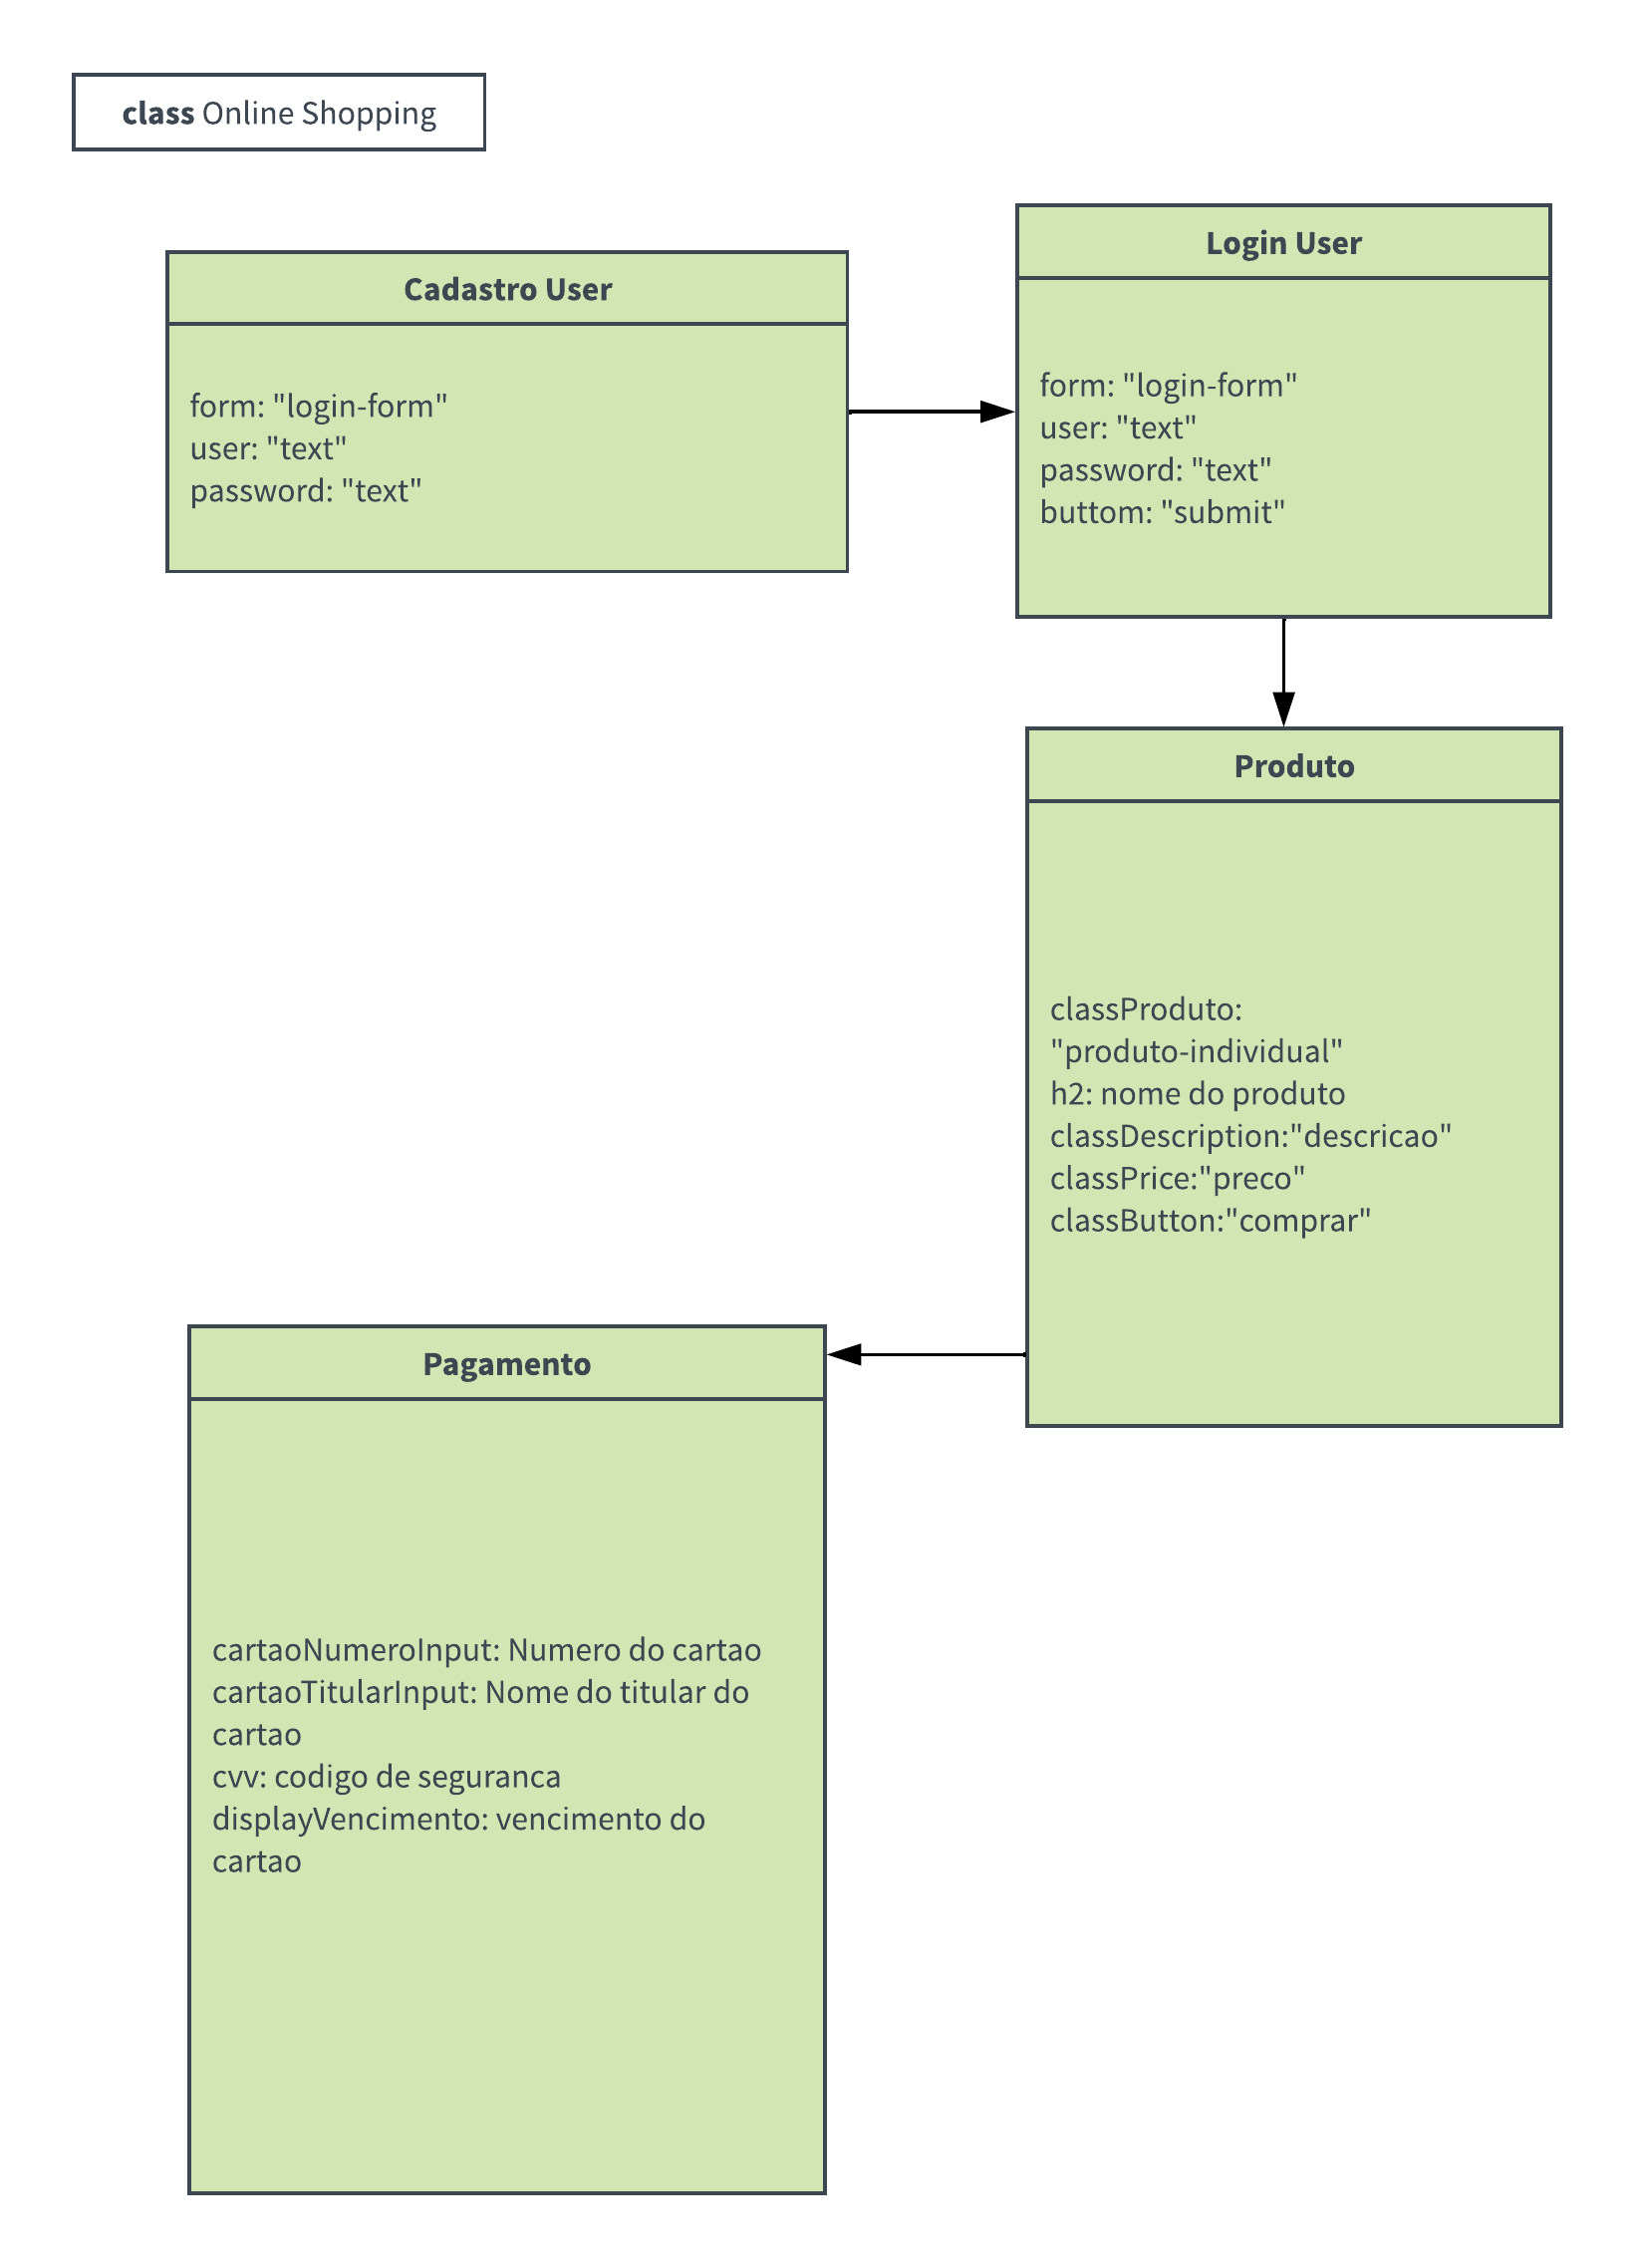 class Online Shopping
Cadastro User
form: "login-form"
user: "text"
password: "text"
Login User
form: "login-form"
user: "text"
password: "text"
buttom: "submit"
Produto
classProduto:
"produto-individual"
h2: nome do produto
classDescription:"descricao"
classPrice:"preco"
classButton:"comprar"
Pagamento
cartaoNumeroInput: Numero do cartao
cartaoTitularInput: Nome do titular do
cartao
cvv: codigo de seguranca
displayVencimento: vencimento do
cartao